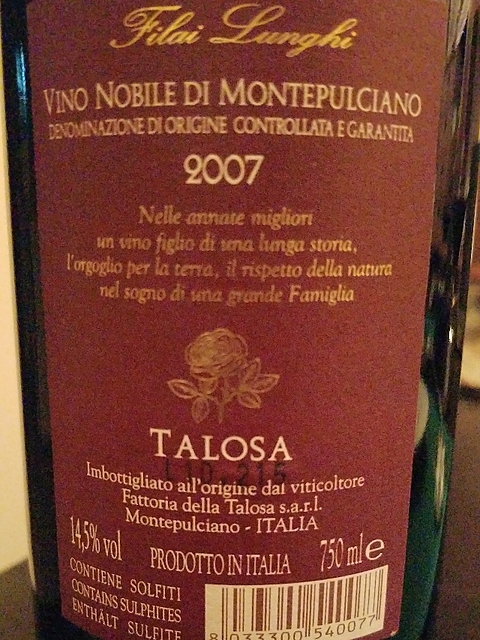 Filai Lunghi
VINO NOBILE DI MONTEPULCIANO
DENOMINAZIONE DI ORIGINE CONTROLLATA E GARANTITA
2007
Nelle annate migliori
un vino figlio di una lunga storia,
l'orgoglio per la terra, il rispetto della natura
nel sogno di una grande Famiglia
TALOSA
Imbottigliato all'origine dal viticoltore
Fattoria della Talosa s.a.r.l.
Montepulciano - ITALIA
14,5% vol
PRODOTTO IN ITALIA
750 ml e
CONTIENE SOLFITI
CONTAINS SULPHITES
ENTHÄLT SULFITE
8 033300 540077